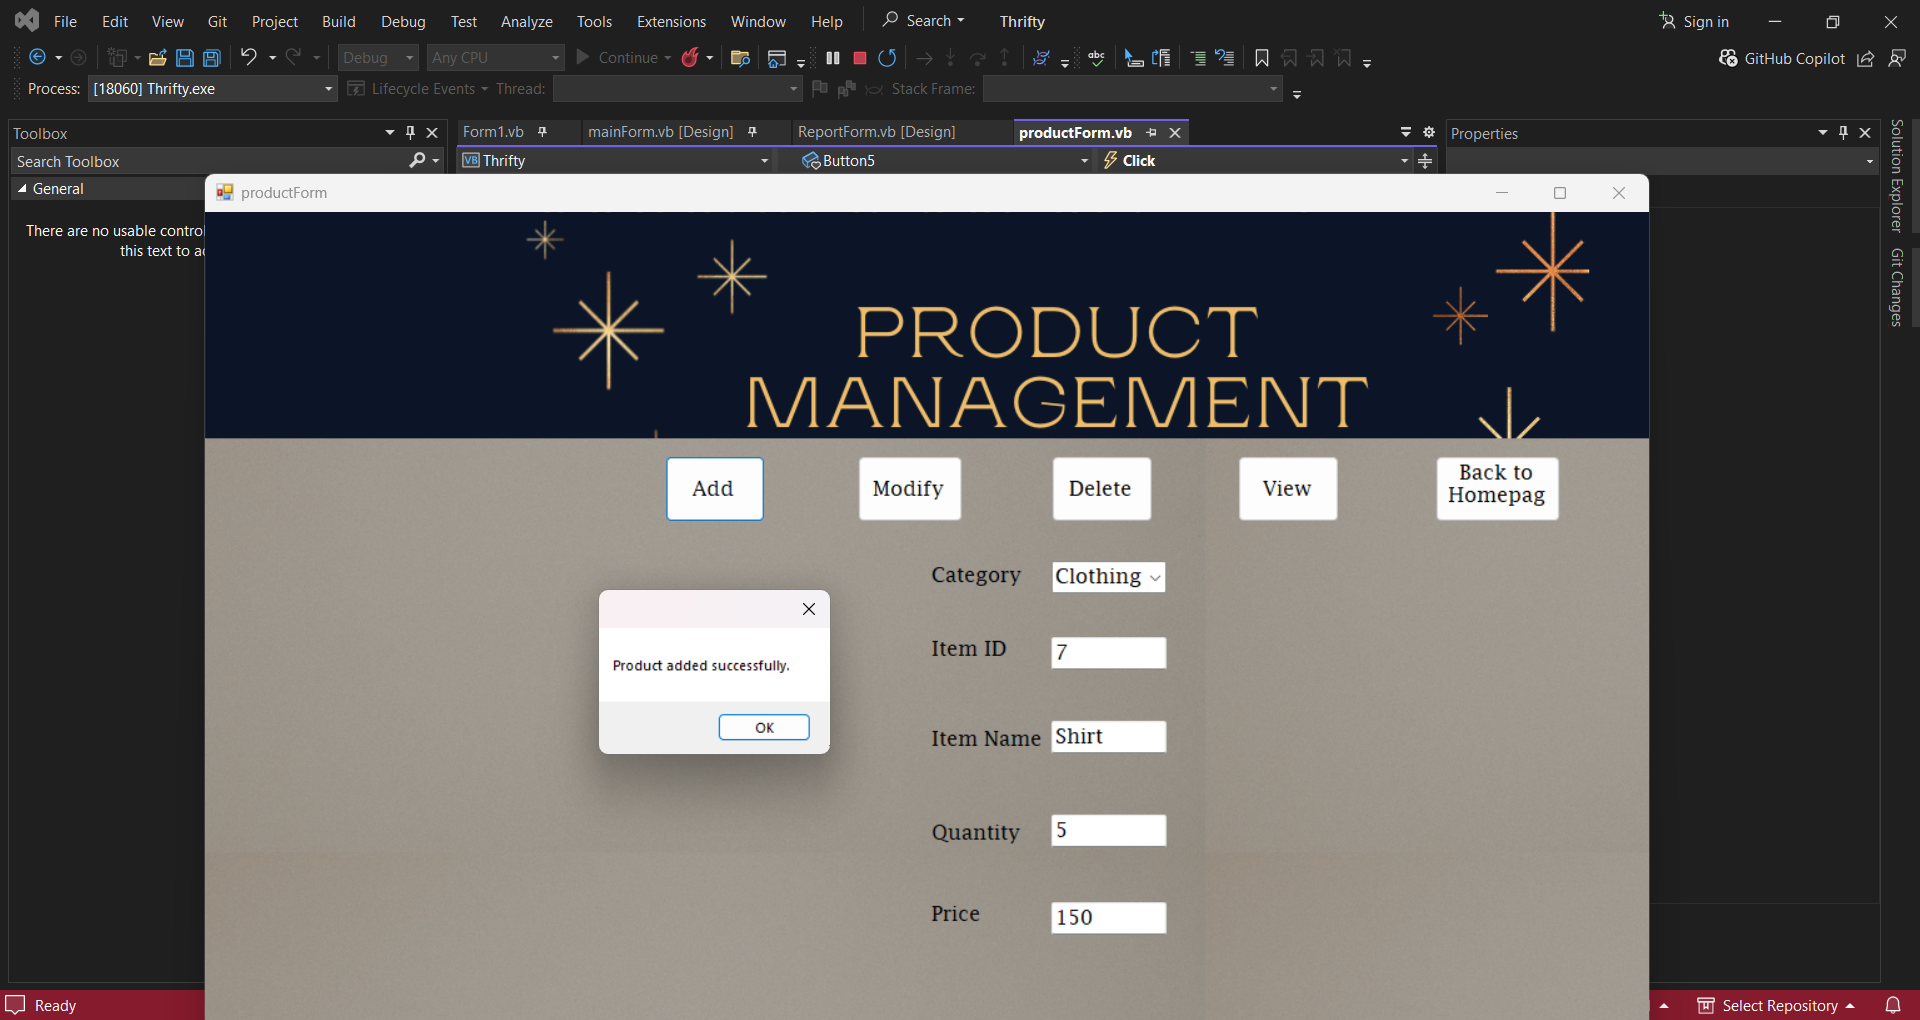 File Edit View Git Project Build Debug Test Analyze Tools Extensions Window Help Search Thrifty Sign in
Debug Any CPU Continue abc GitHub Copilot
Process: [18060] Thrifty.exe Lifecycle Events Thread: Stack Frame:
Toolbox
Search Toolbox
General
There are no usable contro
this text to a
Form1.vb mainForm.vb [Design] ReportForm.vb [Design] productForm.vb
VB Thrifty Button5 Click
Properties
Solution Explorer
Git Changes
productForm
PRODUCT
MANAGEMENT
Add Modify Delete View Back to
Homepag
Category Clothing
Item ID 7
Item Name Shirt
Quantity 5
Price 150
Product added successfully.
OK
Ready
Select Repository